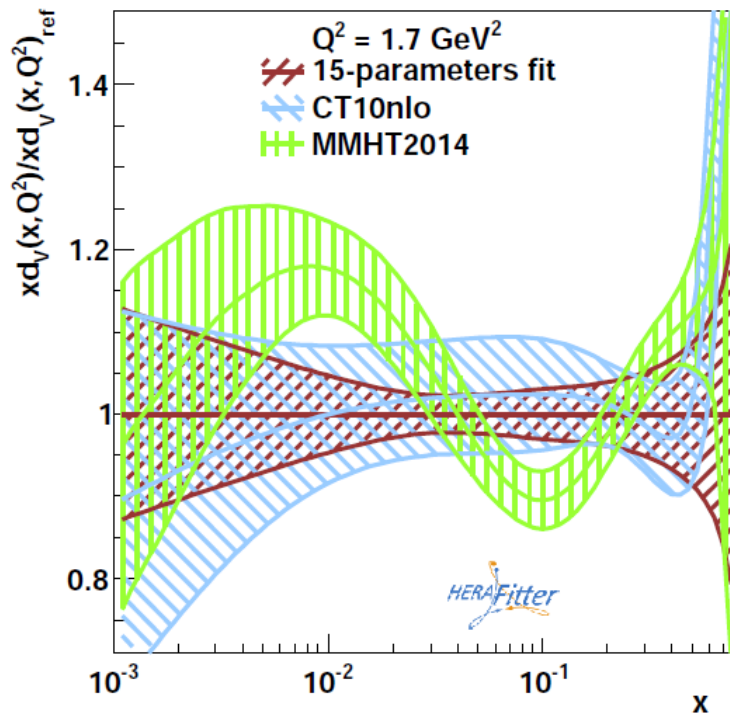 xd_V(x,Q²)/xd_V(x,Q²)_ref
Q² = 1.7 GeV²
15-parameters fit
CT10nlo
MMHT2014
1.4
1.2
1
0.8
HERAFitter
10⁻³
10⁻²
10⁻¹
x